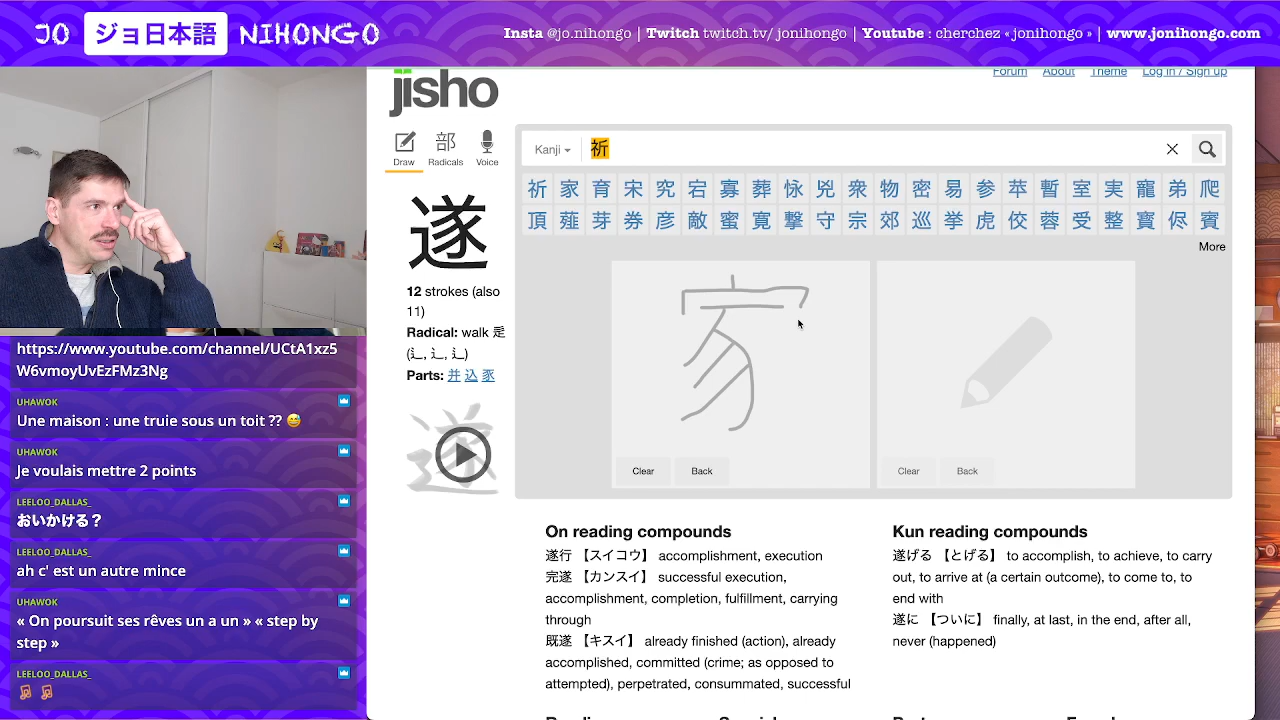 JO ジョ日本語 NIHONGO
Insta @jo.nihongo | Twitch twitch.tv/jonihongo | Youtube : cherchez «jonihongo» | www.jonihongo.com
Forum About Theme Log in / Sign up
jisho
Draw 部 Radicals Voice
Kanji 祈
祈 家 育 宋 究 宕 寡 葬 怺 兇 衆 物 密 易 参 苹 暫 室 実 寵 弟 爬
頂 薤 芽 券 彦 敵 蜜 寛 撃 守 宗 郊 巡 挙 虎 佼 蓉 受 整 寳 侭 寶
More
遂
12 strokes (also
11)
Radical: walk 辵
(辶, ⻌, ⻍)
Parts: 并 込 豕
家
Clear Back
Clear Back
遂
On reading compounds
遂行 【スイコウ】 accomplishment, execution
完遂 【カンスイ】 successful execution,
accomplishment, completion, fulfillment, carrying
through
既遂 【キスイ】 already finished (action), already
accomplished, committed (crime; as opposed to
attempted), perpetrated, consummated, successful
Kun reading compounds
遂げる 【とげる】 to accomplish, to achieve, to carry
out, to arrive at (a certain outcome), to come to, to
end with
遂に 【ついに】 finally, at last, in the end, after all,
never (happened)
https://www.youtube.com/channel/UCtA1xz5
W6vmoyUvEzFMz3Ng
UHAWOK
Une maison : une truie sous un toit ?? 😅
UHAWOK
Je voulais mettre 2 points
LEELOO_DALLAS_
おいかける？
LEELOO_DALLAS_
ah c' est un autre mince
UHAWOK
« On poursuit ses rêves un a un » « step by
step »
LEELOO_DALLAS_